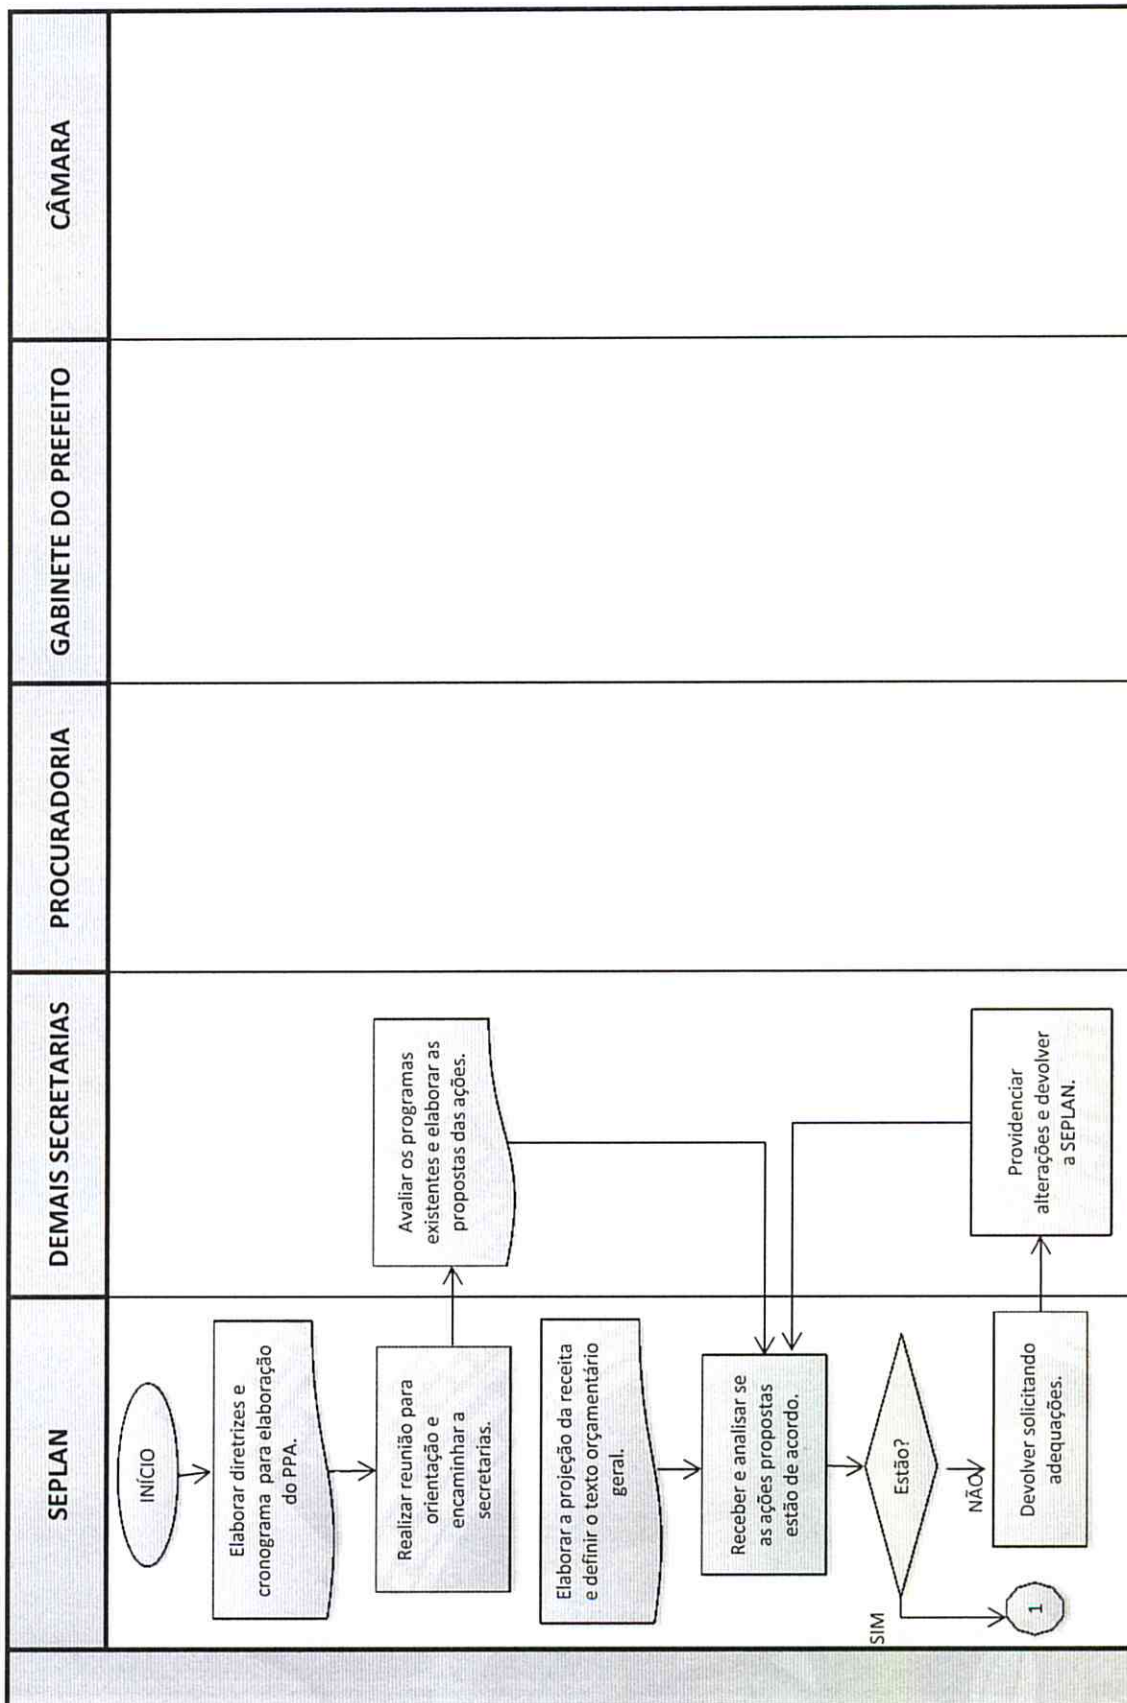 SEPLAN
DEMAIS SECRETARIAS
PROCURADORIA
GABINETE DO PREFEITO
CÂMARA
INÍCIO
Elaborar diretrizes e
cronograma para elaboração
do PPA.
Realizar reunião para
orientação e
encaminhar a
secretarias.
Avaliar os programas
existentes e elaborar as
propostas das ações.
Elaborar a projeção da receita
e definir o texto orçamentário
geral.
Receber e analisar se
as ações propostas
estão de acordo.
Estão?
SIM
NÃO
1
Devolver solicitando
adequações.
Providenciar
alterações e devolver
a SEPLAN.